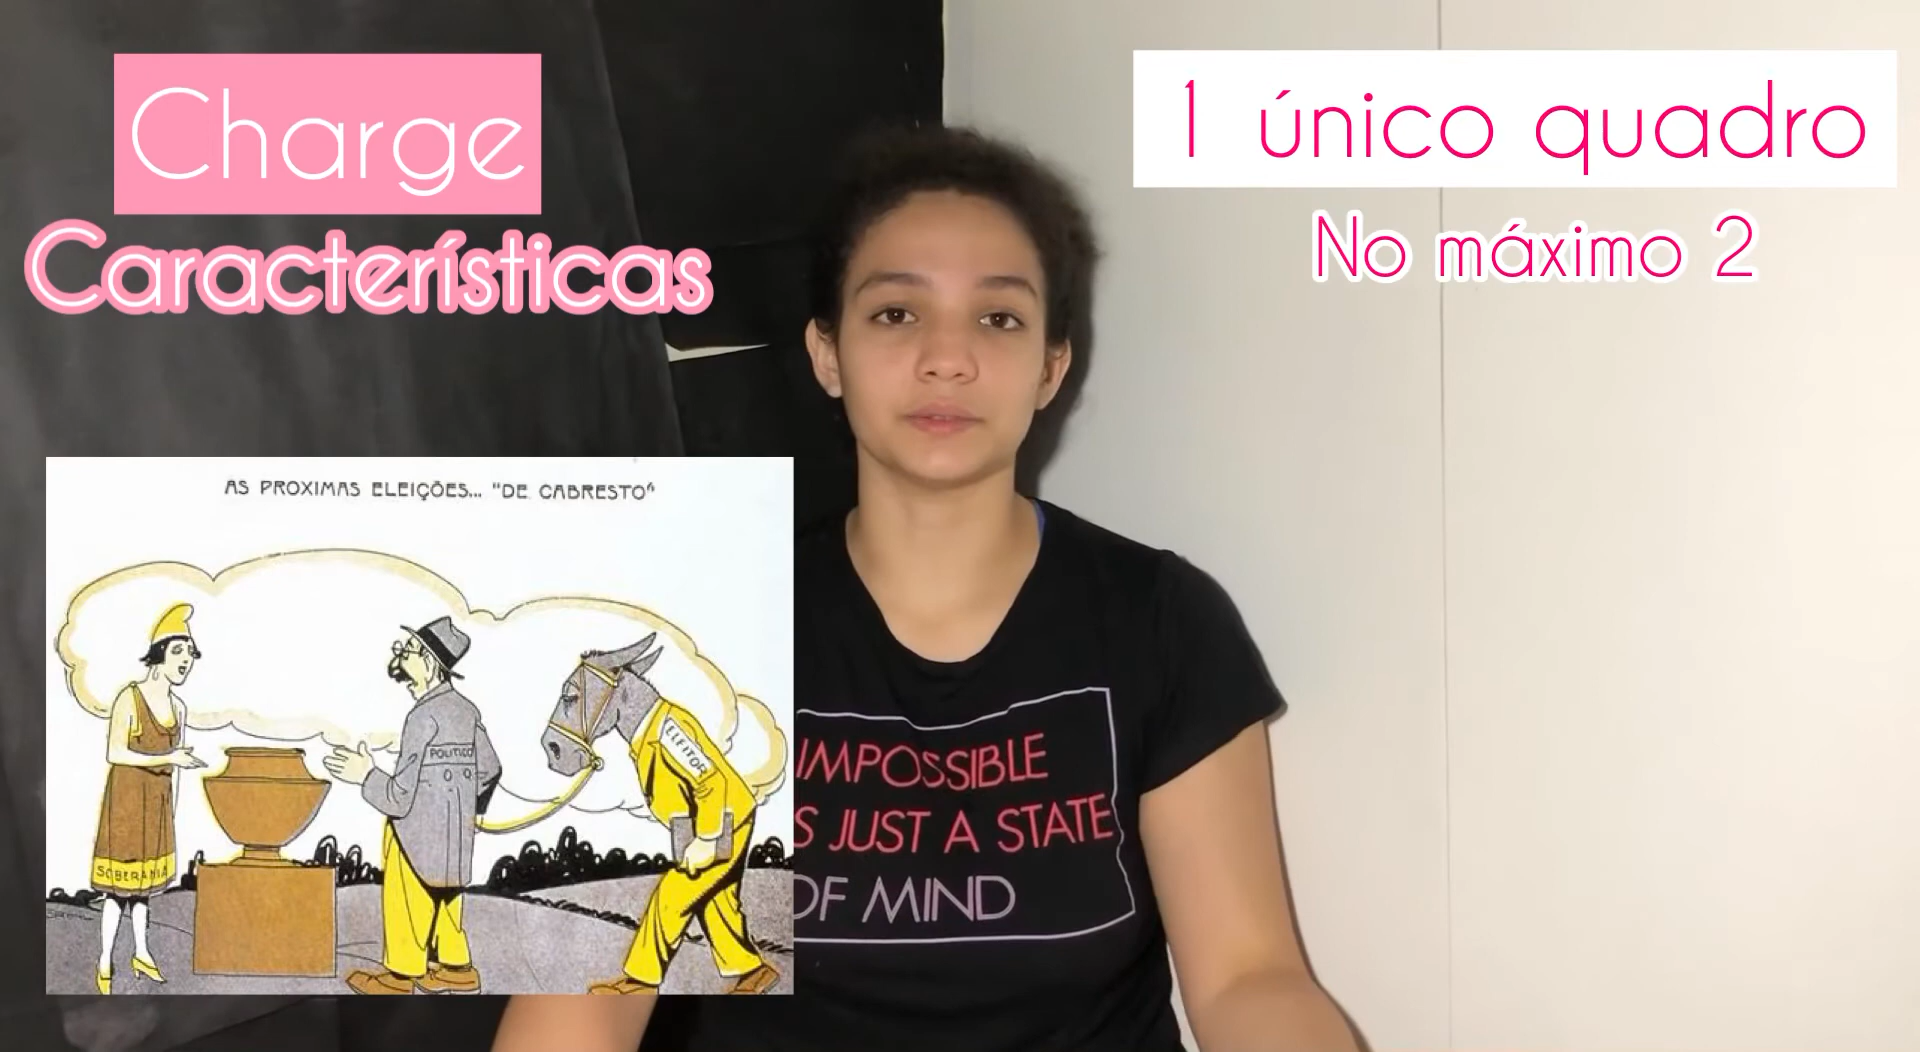 Charge
Características
1 único quadro
No máximo 2
AS PROXIMAS ELEIÇÕES... "DE CABRESTO"
SOBERANIA
POLITICO
ELEITOR
IMPOSSIBLE
S JUST A STATE
OF MIND